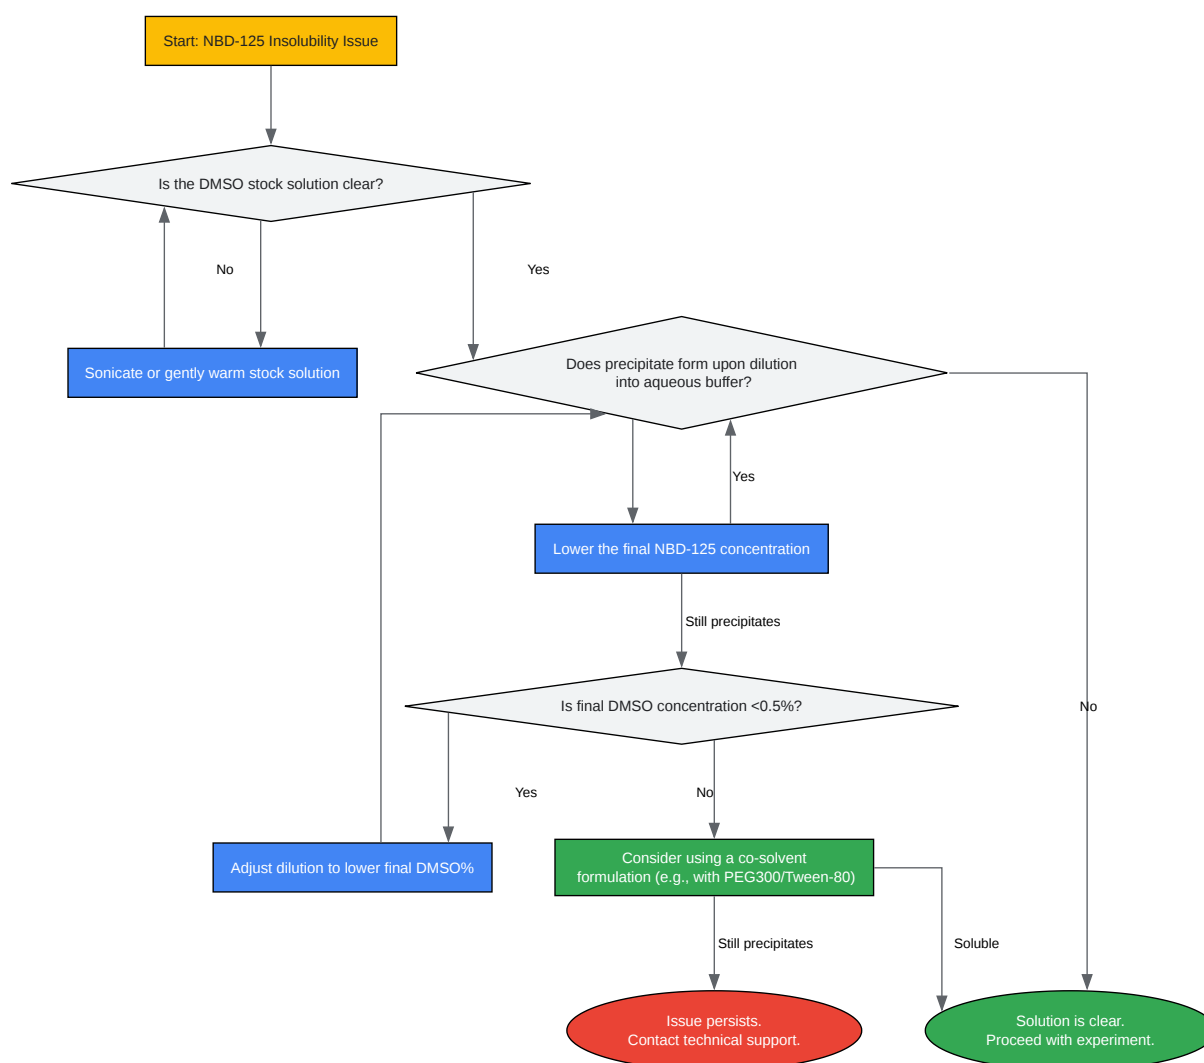 Start: NBD-125 Insolubility Issue
Is the DMSO stock solution clear?
No
Yes
Sonicate or gently warm stock solution
Does precipitate form upon dilution
into aqueous buffer?
Yes
Lower the final NBD-125 concentration
Still precipitates
Is final DMSO concentration <0.5%?
No
Yes
No
Adjust dilution to lower final DMSO%
Consider using a co-solvent
formulation (e.g., with PEG300/Tween-80)
Still precipitates
Soluble
Issue persists.
Contact technical support.
Solution is clear.
Proceed with experiment.